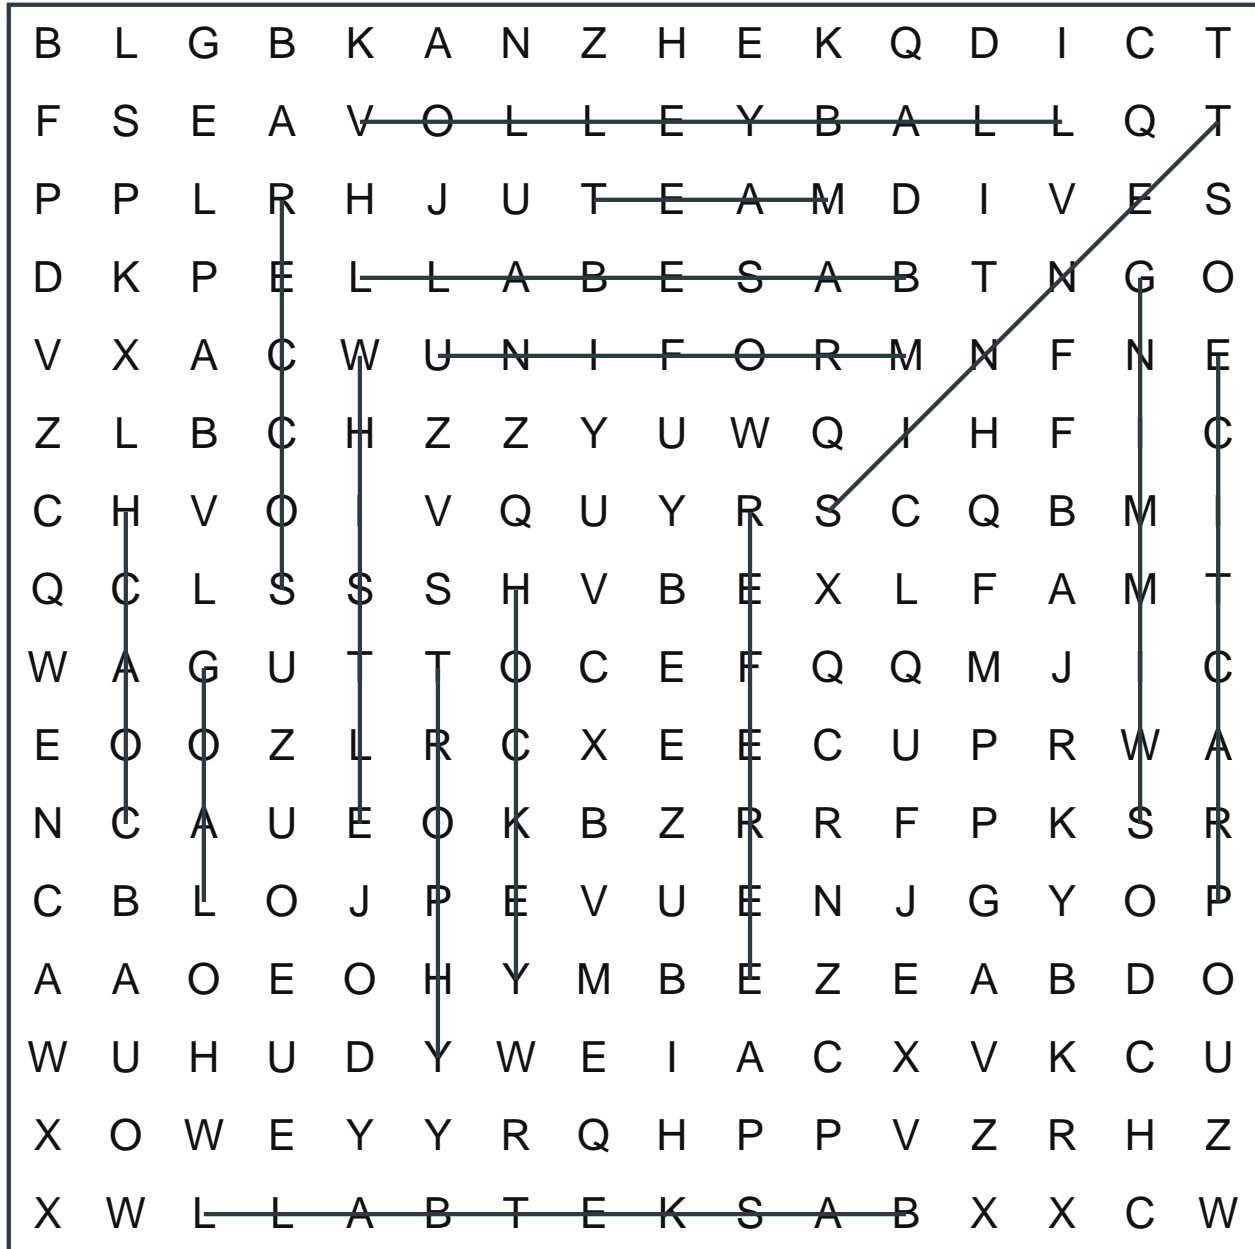 B L G B K A N Z H E K Q D I C T
F S E A V O L L E Y B A L L Q T
P P L R H J U T E A M D I V E S
D K P E L L A B E S A B T N G O
V X A C W U N I F O R M N F N E
Z L B C H Z Z Y U W Q I H F I C
C H V O I V Q U Y R S C Q B M I
Q C L S S S H V B E X L F A M T
W A G U T T O C E F Q Q M J I C
E O O Z L R C X E E C U P R W A
N C A U E O K B Z R R F P K S R
C B L O J P E V U E N J G Y O P
A A O E O H Y M B E Z E A B D O
W U H U D Y W E I A C X V K C U
X O W E Y Y R Q H P P V Z R H Z
X W L L A B T E K S A B X X C W